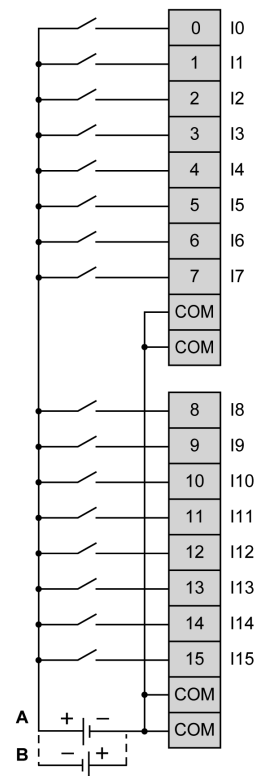 0 I0
1 I1
2 I2
3 I3
4 I4
5 I5
6 I6
7 I7
COM
COM
8 I8
9 I9
10 I10
11 I11
12 I12
13 I13
14 I14
15 I15
COM
A + − COM
B − +